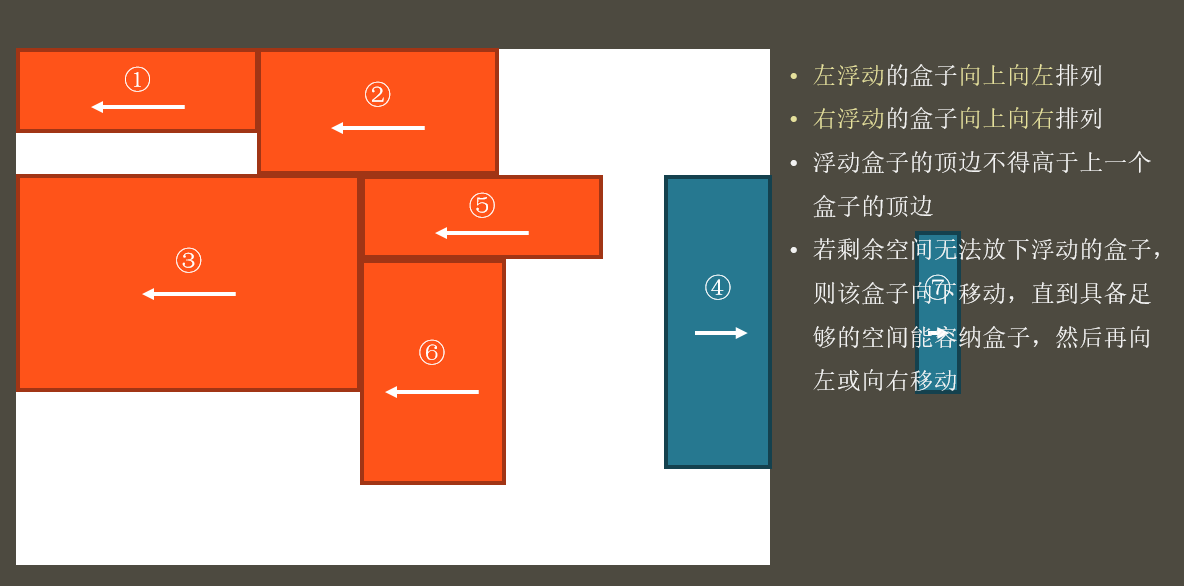 ①
②
③
⑤
⑥
④
⑦
• 左浮动的盒子向上向左排列
• 右浮动的盒子向上向右排列
• 浮动盒子的顶边不得高于上一个
盒子的顶边
• 若剩余空间无法放下浮动的盒子，
则该盒子向下移动，直到具备足
够的空间能容纳盒子，然后再向
左或向右移动